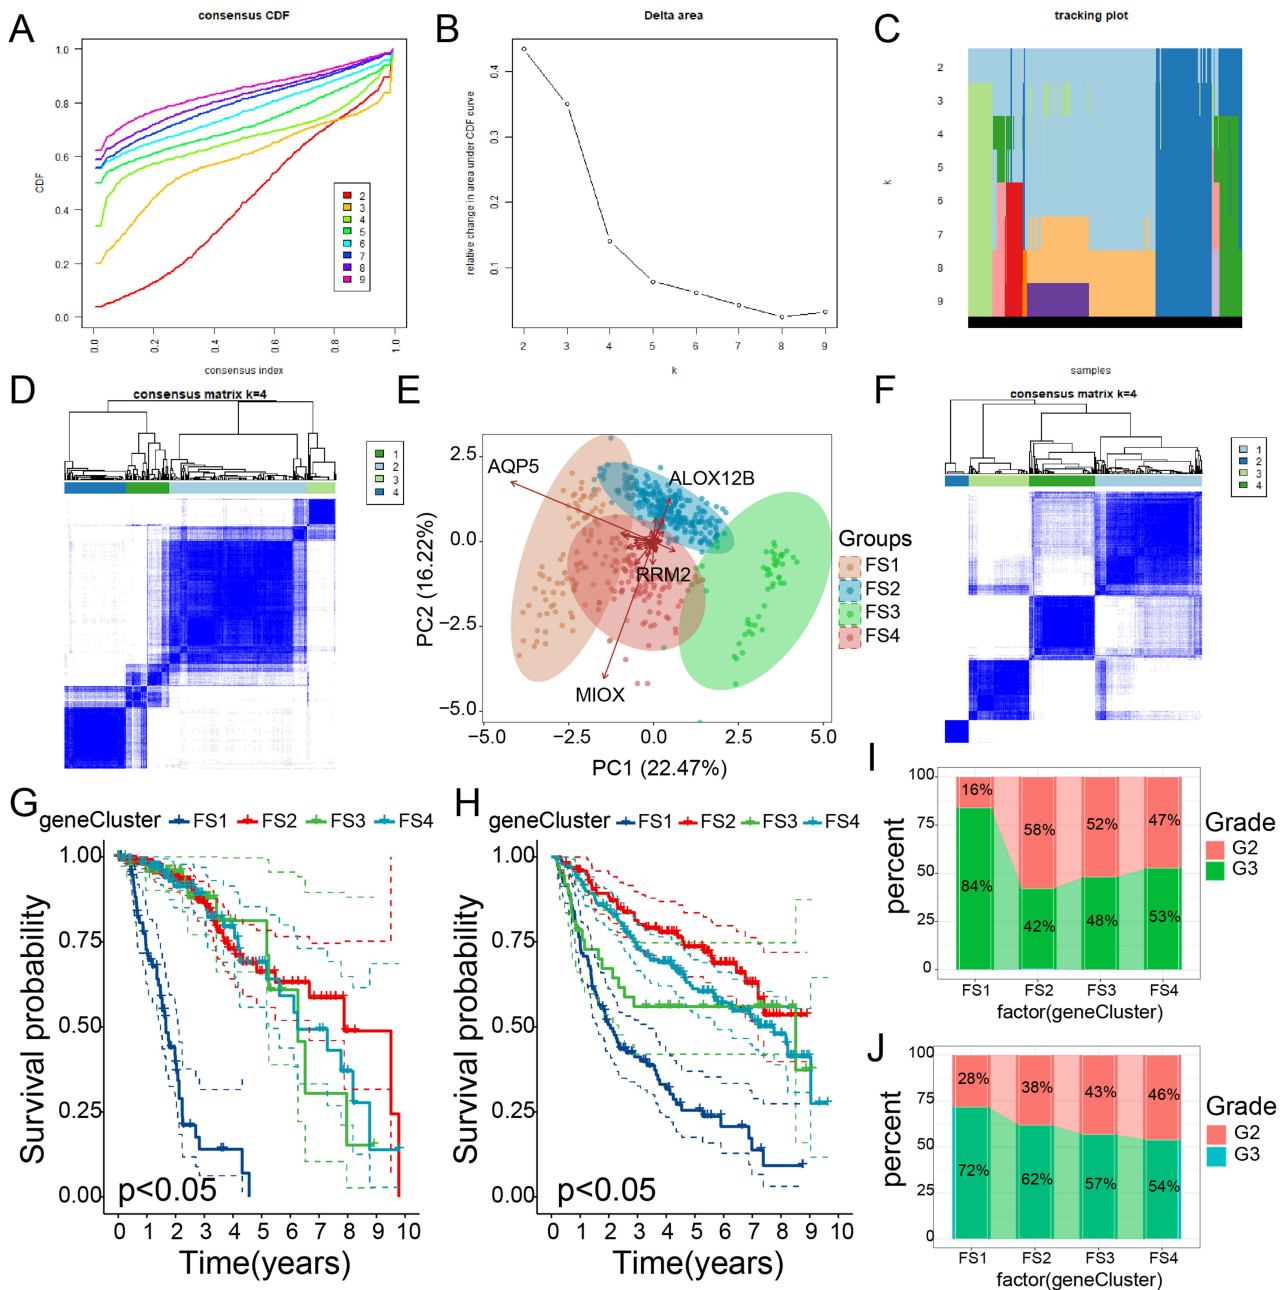 A
consensus CDF
1.0
0.8
0.6
0.4
0.2
0.0
CDF
2
3
4
5
6
7
8
9
0.0
0.2
0.4
0.6
0.8
1.0
consensus index
B
Delta area
relative change in area under CDF curve
0.4
0.3
0.2
0.1
2 3 4 5 6 7 8 9
k
C
tracking plot
k
2
3
4
5
6
7
8
9
samples
D
consensus matrix k=4
1
2
3
4
E
PC2 (16.22%)
2.5
0.0
−2.5
−5.0
AQP5
ALOX12B
RRM2
MIOX
−5.0 −2.5 0.0 2.5 5.0
PC1 (22.47%)
Groups
FS1
FS2
FS3
FS4
F
consensus matrix k=4
1
2
3
4
G
geneCluster FS1 FS2 FS3 FS4
Survival probability
1.00
0.75
0.50
0.25
0.00
p<0.05
0 1 2 3 4 5 6 7 8 9 10
Time(years)
H
geneCluster FS1 FS2 FS3 FS4
Survival probability
1.00
0.75
0.50
0.25
0.00
p<0.05
0 1 2 3 4 5 6 7 8 9 10
Time(years)
I
percent
100
75
50
25
0
16% 58% 52% 47%
84% 42% 48% 53%
FS1 FS2 FS3 FS4
factor(geneCluster)
Grade
G2
G3
J
percent
100
75
50
25
0
28% 38% 43% 46%
72% 62% 57% 54%
FS1 FS2 FS3 FS4
factor(geneCluster)
Grade
G2
G3